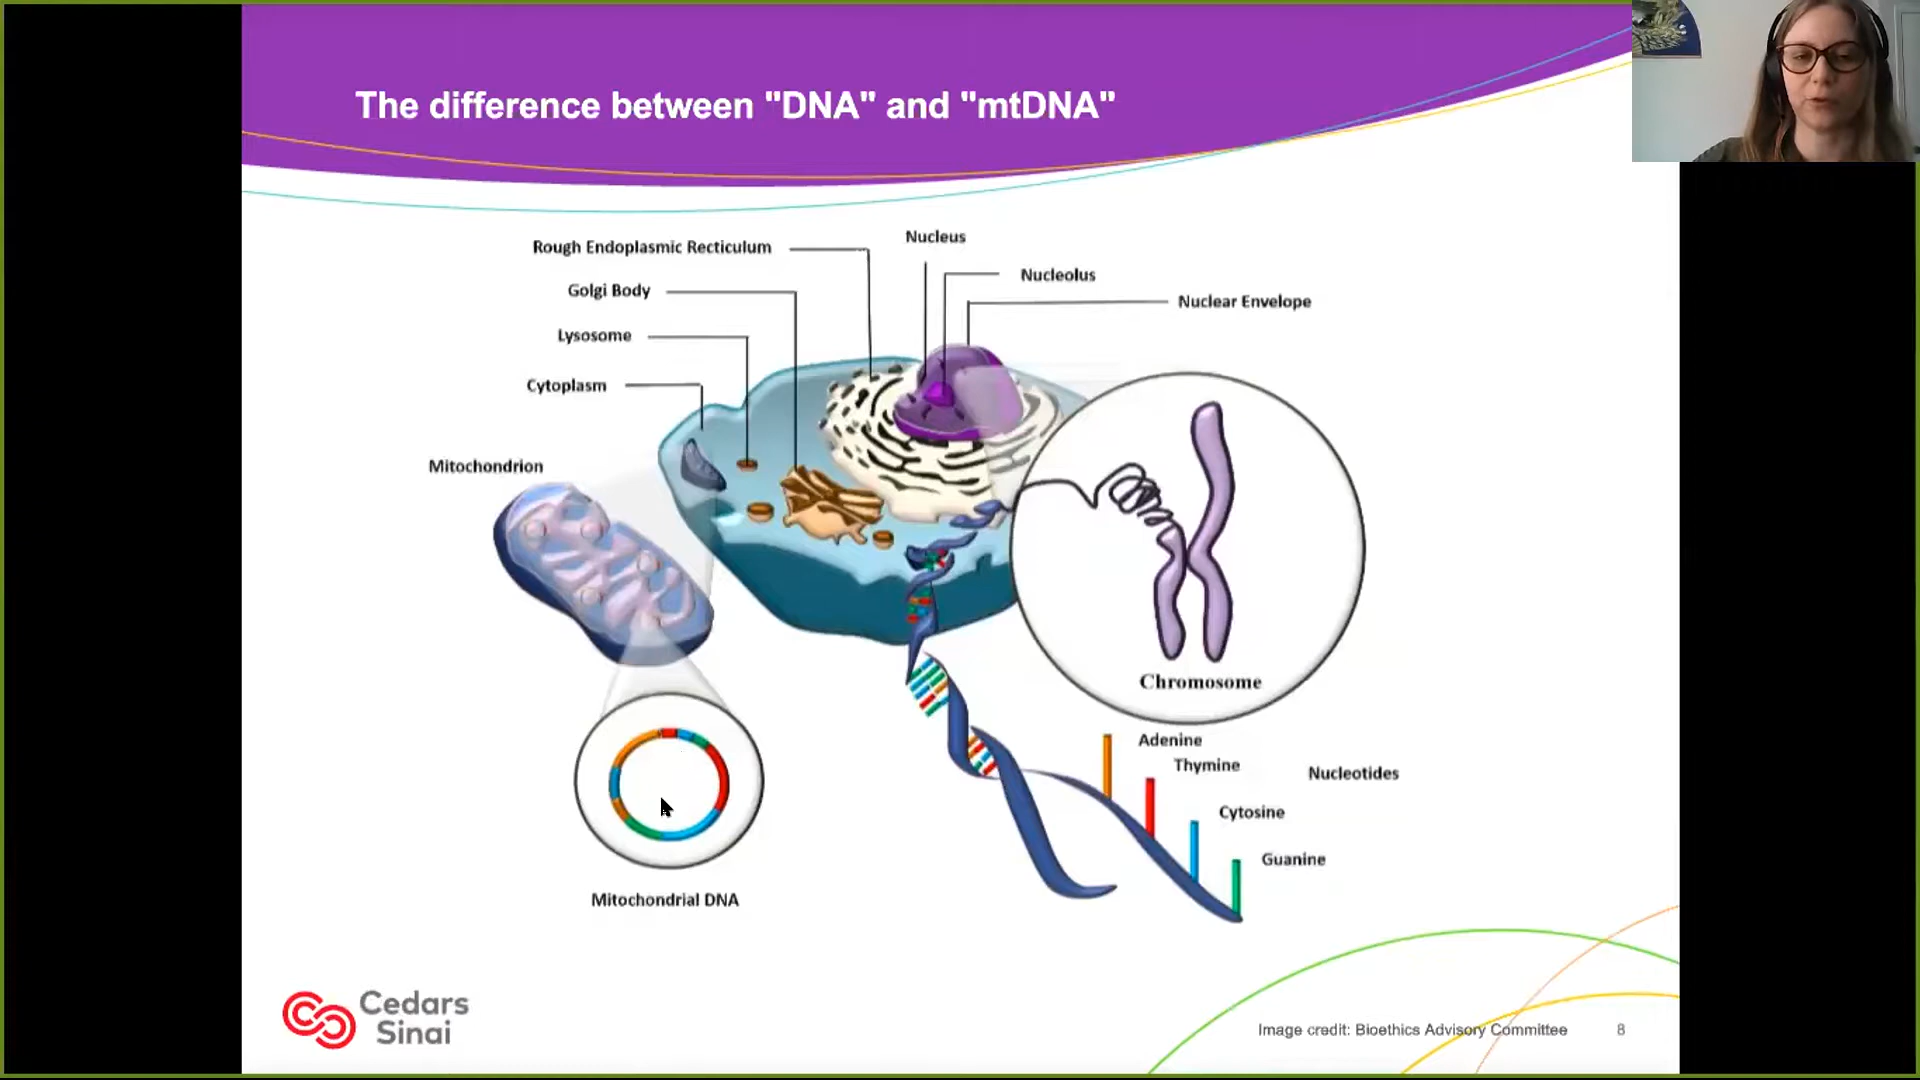 The difference between "DNA" and "mtDNA"
Nucleus
Rough Endoplasmic Recticulum
Nucleolus
Golgi Body
Nuclear Envelope
Lysosome
Cytoplasm
Mitochondrion
Chromosome
Adenine
Thymine
Nucleotides
Cytosine
Guanine
Mitochondrial DNA
Cedars
Sinai
Image credit: Bioethics Advisory Committee
8